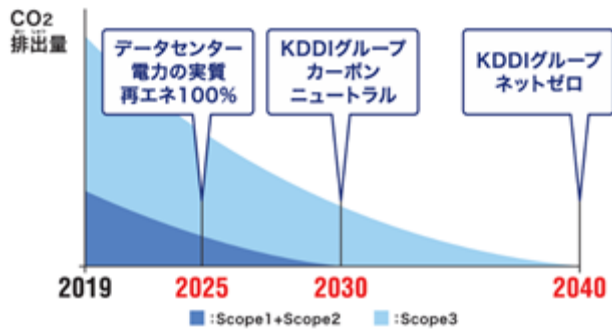 CO2
排出量
データセンター
電力の実質
再エネ100%
KDDIグループ
カーボン
ニュートラル
KDDIグループ
ネットゼロ
2019
2025
2030
2040
:Scope1+Scope2
:Scope3